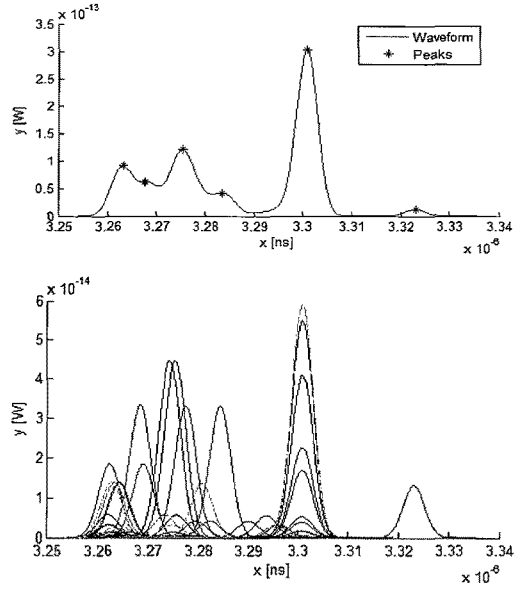 x 10⁻¹³
3.5
3
2.5
2
1.5
1
0.5
0
y [W]
Waveform
Peaks
3.25 3.26 3.27 3.28 3.29 3.3 3.31 3.32 3.33 3.34
x [ns]
x 10⁻⁶
x 10⁻¹⁴
6
5
4
3
2
1
0
y [W]
3.25 3.26 3.27 3.28 3.29 3.3 3.31 3.32 3.33 3.34
x [ns]
x 10⁻⁶